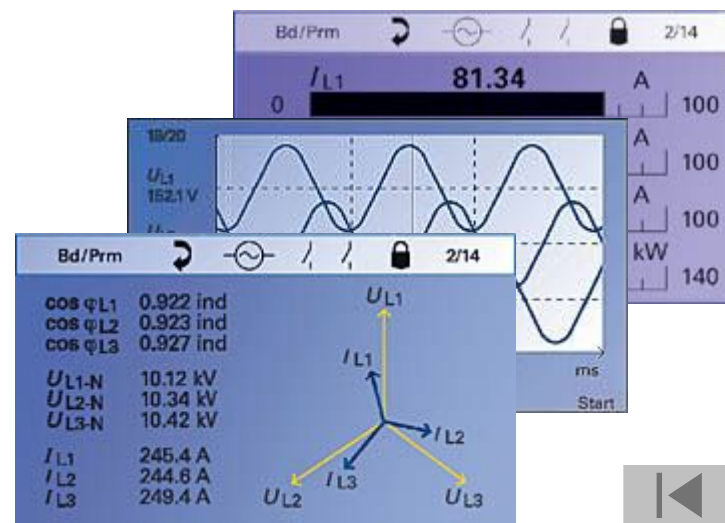 Bd/Prm 2/14
I L1 81.34 A
0 100
A
100
A
100
kW
140
18/20
U L1
152.1 V
ms
Start
Bd/Prm 2/14
cos φL1 0.922 ind
cos φL2 0.923 ind
cos φL3 0.927 ind
U L1-N 10.12 kV
U L2-N 10.34 kV
U L3-N 10.42 kV
I L1 245.4 A
I L2 244.6 A
I L3 249.4 A
U L1
I L1
I L2
I L3
U L2
U L3